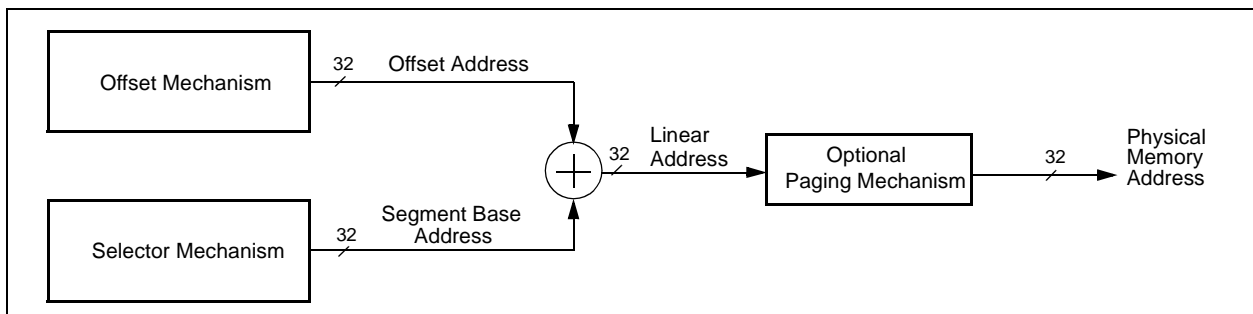 Offset Mechanism
32
Offset Address
Selector Mechanism
32
Segment Base
Address
32
Linear
Address
Optional
Paging Mechanism
32
Physical
Memory
Address